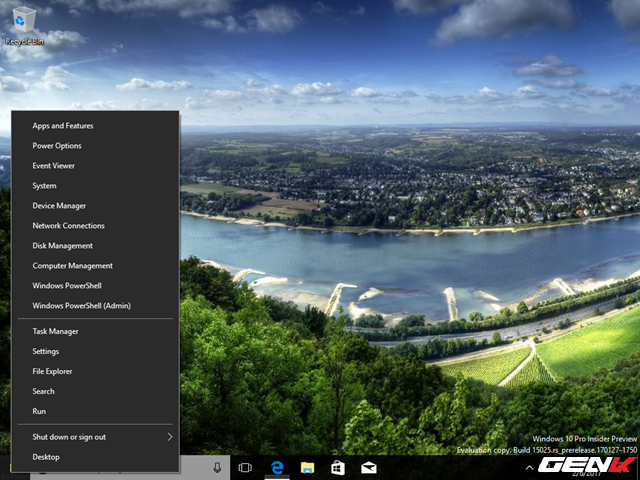 Recycle Bin
Apps and Features
Power Options
Event Viewer
System
Device Manager
Network Connections
Disk Management
Computer Management
Windows PowerShell
Windows PowerShell (Admin)
Task Manager
Settings
File Explorer
Search
Run
Shut down or sign out
Desktop
Windows 10 Pro Insider Preview
Evaluation copy. Build 15025.rs_prerelease.170127-1750
GENK